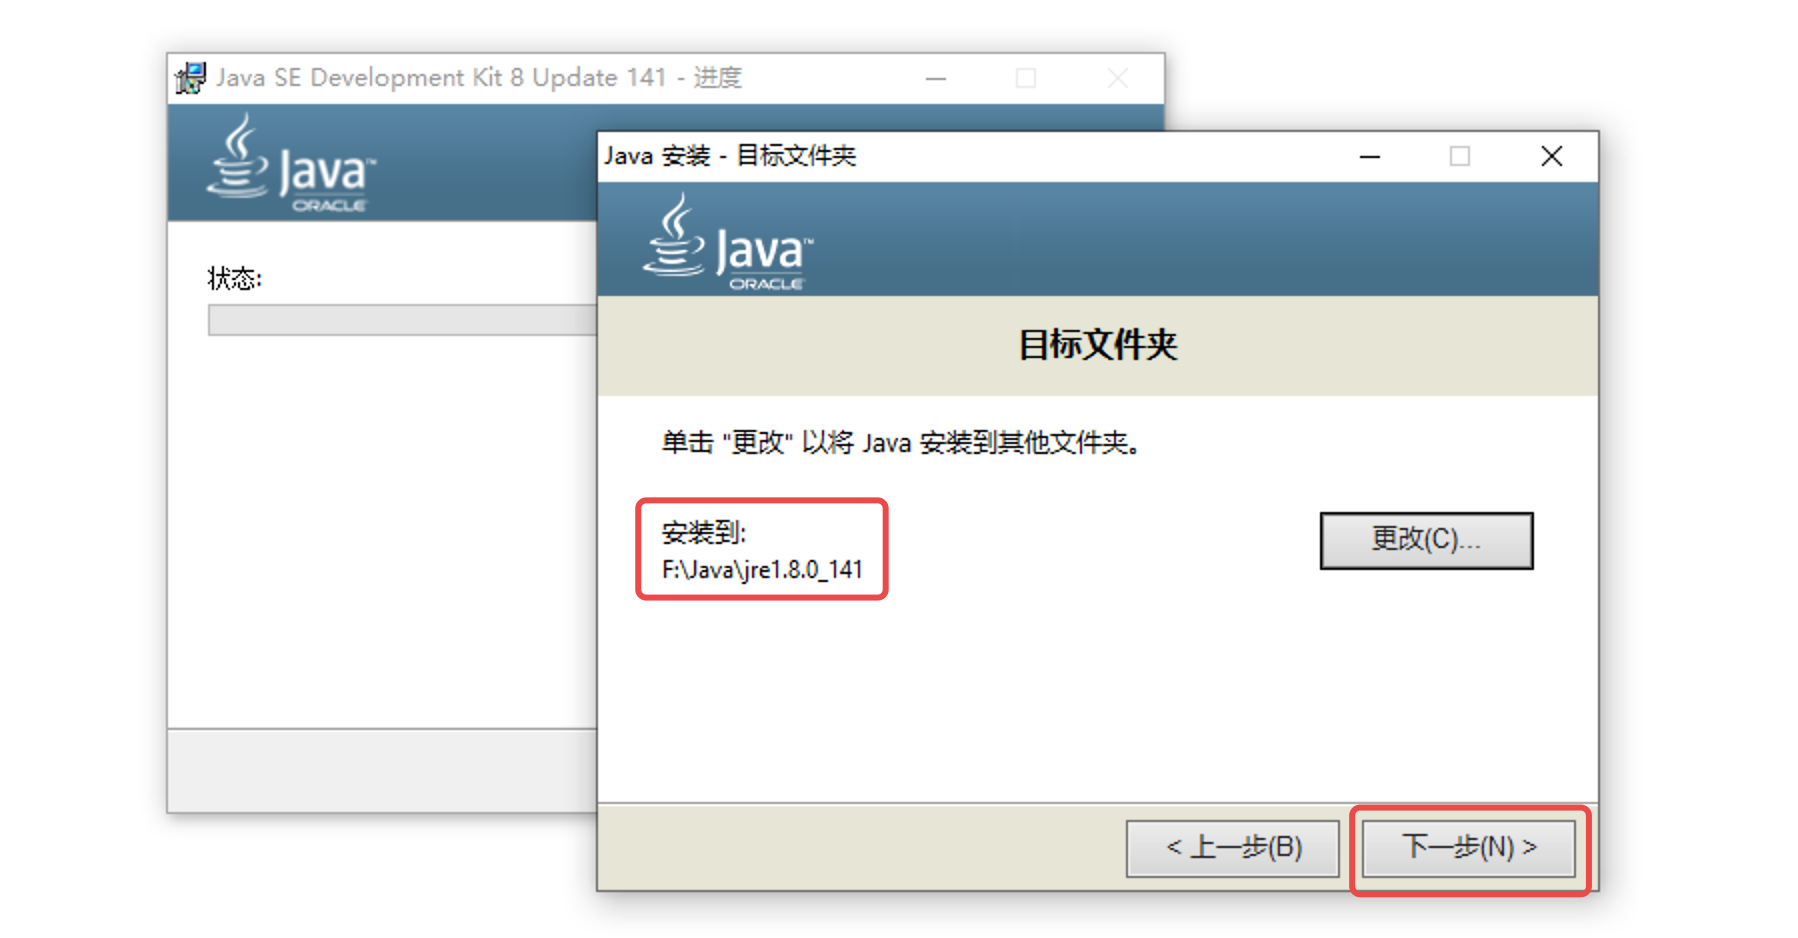 Java SE Development Kit 8 Update 141 - 进度
Java™
ORACLE
状态:
Java 安装 - 目标文件夹
Java™
ORACLE
目标文件夹
单击 "更改" 以将 Java 安装到其他文件夹。
安装到:
F:\Java\jre1.8.0_141
更改(C)...
< 上一步(B)
下一步(N) >